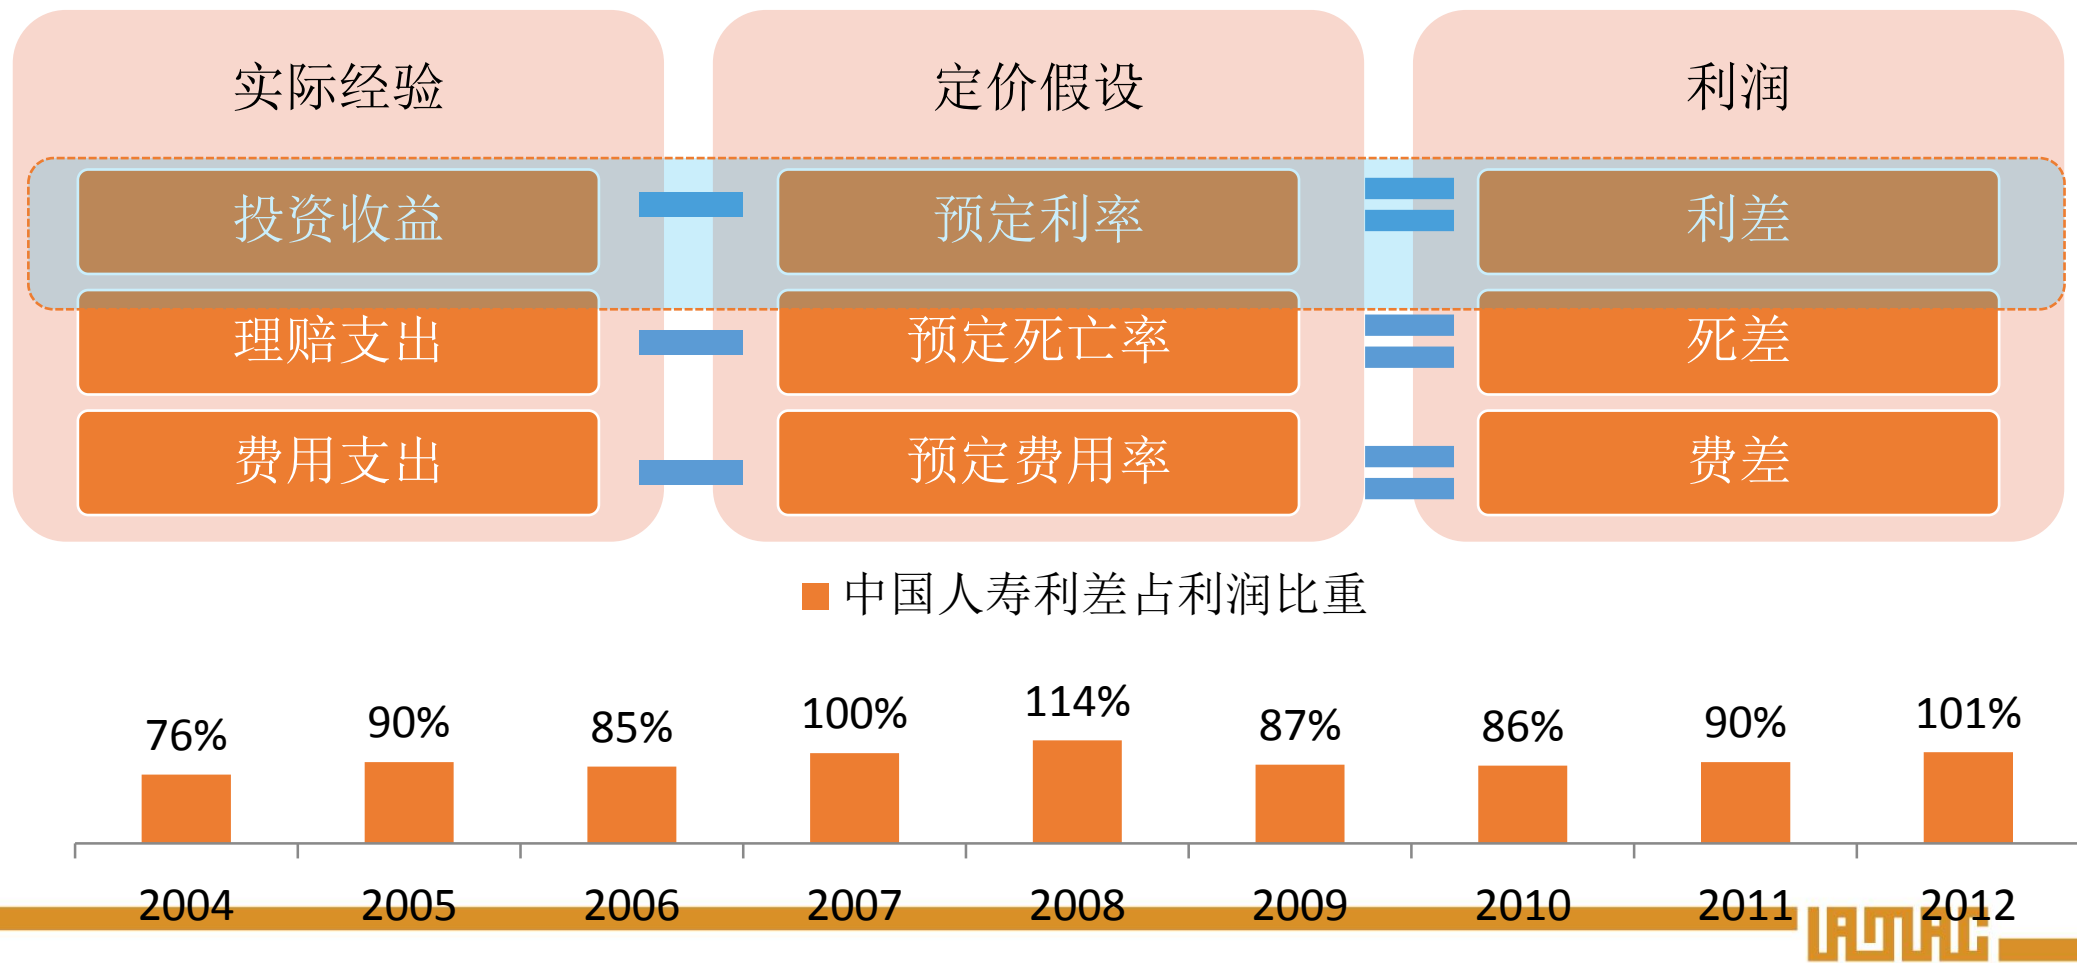 实际经验
定价假设
利润
投资收益
预定利率
利差
理赔支出
预定死亡率
死差
费用支出
预定费用率
费差
中国人寿利差占利润比重
76%
90%
85%
100%
114%
87%
86%
90%
101%
2004
2005
2006
2007
2008
2009
2010
2011
2012
IAMAC